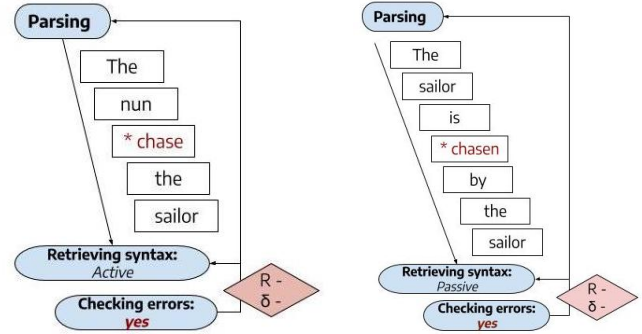 Parsing
The
nun
* chase
the
sailor
Retrieving syntax:
Active
Checking errors:
yes
R -
δ -
Parsing
The
sailor
is
* chasen
by
the
sailor
Retrieving syntax:
Passive
Checking errors:
yes
R -
δ -